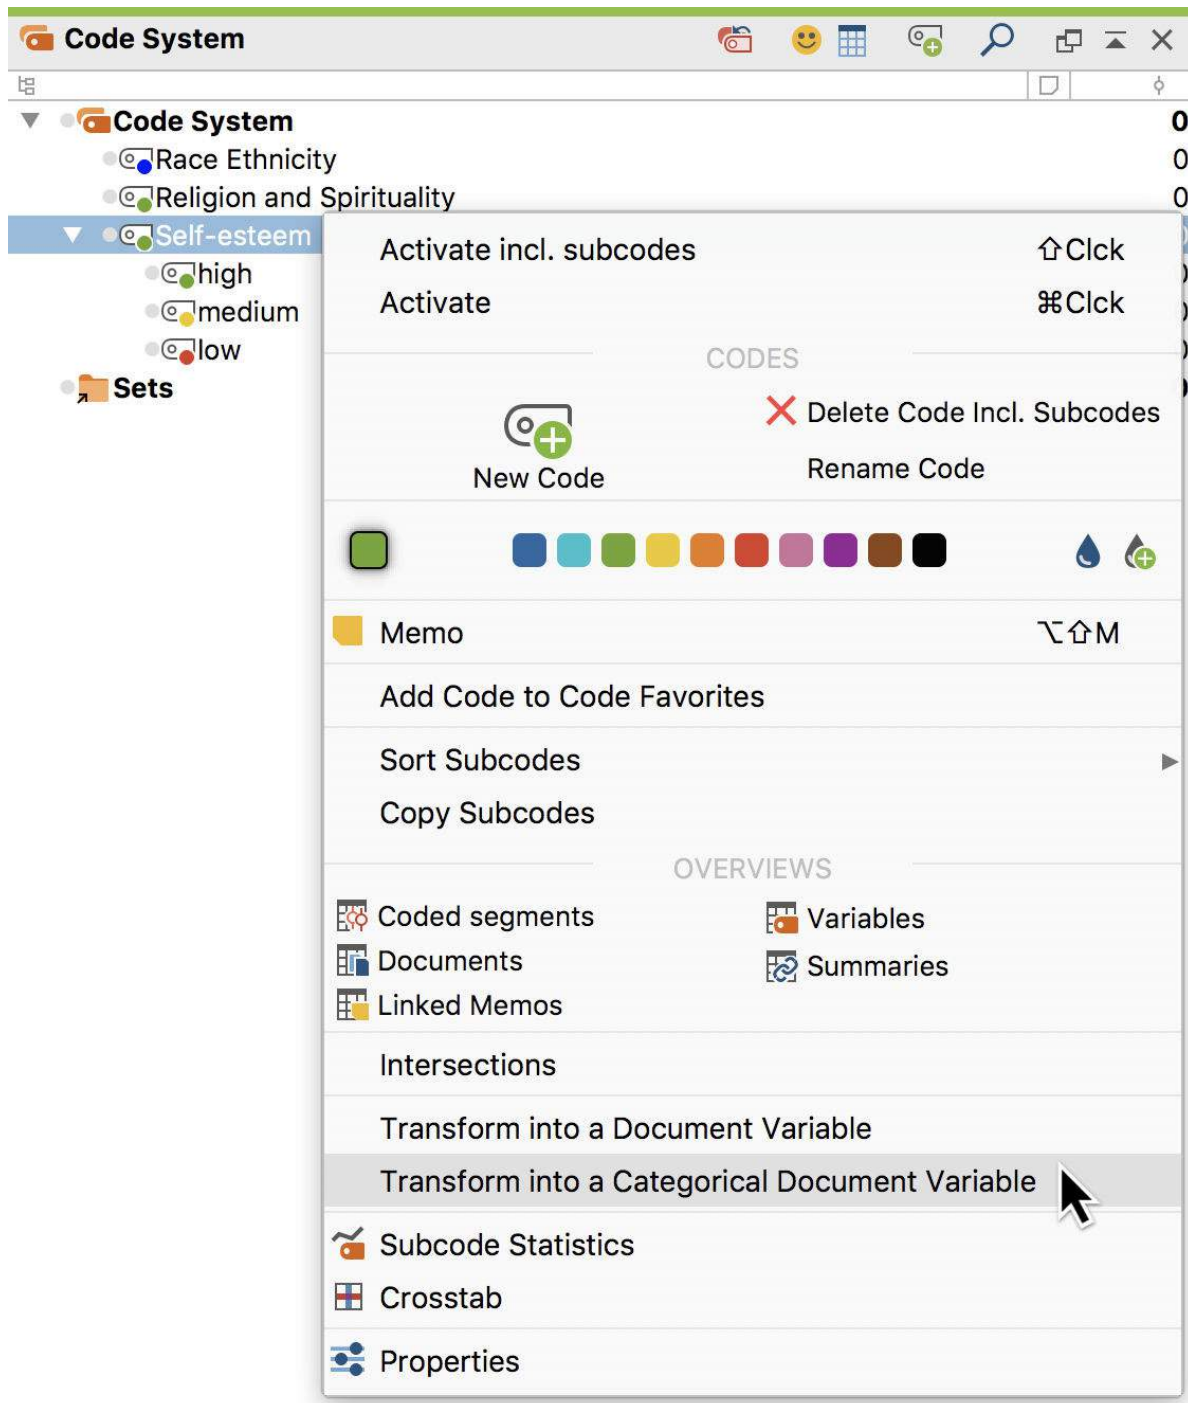 Code System
Code System 0
Race Ethnicity 0
Religion and Spirituality 0
Self-esteem
high
medium
low
Sets
Activate incl. subcodes ⇧Clck
Activate ⌘Clck
CODES
New Code
Delete Code Incl. Subcodes
Rename Code
Memo ⌥⇧M
Add Code to Code Favorites
Sort Subcodes
Copy Subcodes
OVERVIEWS
Coded segments
Documents
Linked Memos
Variables
Summaries
Intersections
Transform into a Document Variable
Transform into a Categorical Document Variable
Subcode Statistics
Crosstab
Properties